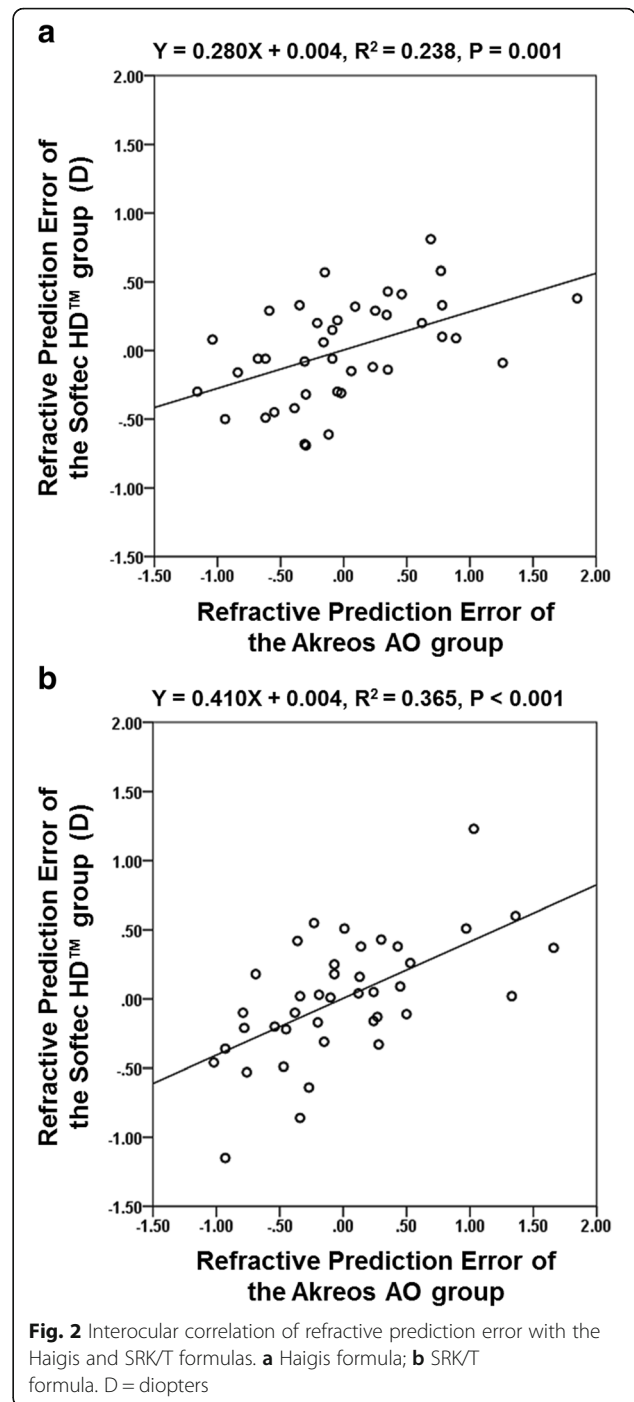 a
Y = 0.280X + 0.004, R² = 0.238, P = 0.001
Refractive Prediction Error of
the Softec HD™ group (D)
2.00
1.50
1.00
.50
.00
-.50
-1.00
-1.50
-1.50 -1.00 -.50 .00 .50 1.00 1.50 2.00
Refractive Prediction Error of
the Akreos AO group
b
Y = 0.410X + 0.004, R² = 0.365, P < 0.001
Refractive Prediction Error of
the Softec HD™ group (D)
2.00
1.50
1.00
.50
.00
-.50
-1.00
-1.50
-1.50 -1.00 -.50 .00 .50 1.00 1.50 2.00
Refractive Prediction Error of
the Akreos AO group
Fig. 2 Interocular correlation of refractive prediction error with the
Haigis and SRK/T formulas. a Haigis formula; b SRK/T
formula. D = diopters